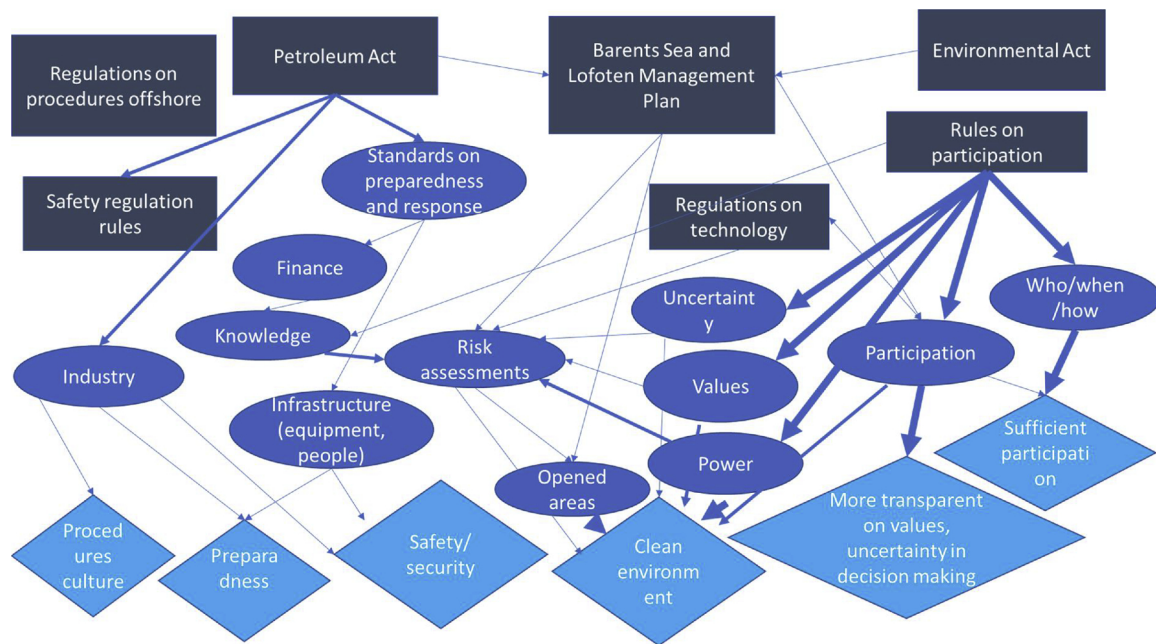 Regulations on
procedures offshore
Petroleum Act
Barents Sea and
Lofoten Management
Plan
Environmental Act
Rules on
participation
Safety regulation
rules
Standards on
preparedness
and response
Regulations on
technology
Finance
Uncertaint
y
Who/when
/how
Knowledge
Risk
assessments
Participation
Industry
Values
Infrastructure
(equipment,
people)
Power
Sufficient
participati
on
Opened
areas
Proced
ures
culture
Prepara
dness
Safety/
security
Clean
environm
ent
More transparent
on values,
uncertainty in
decision making